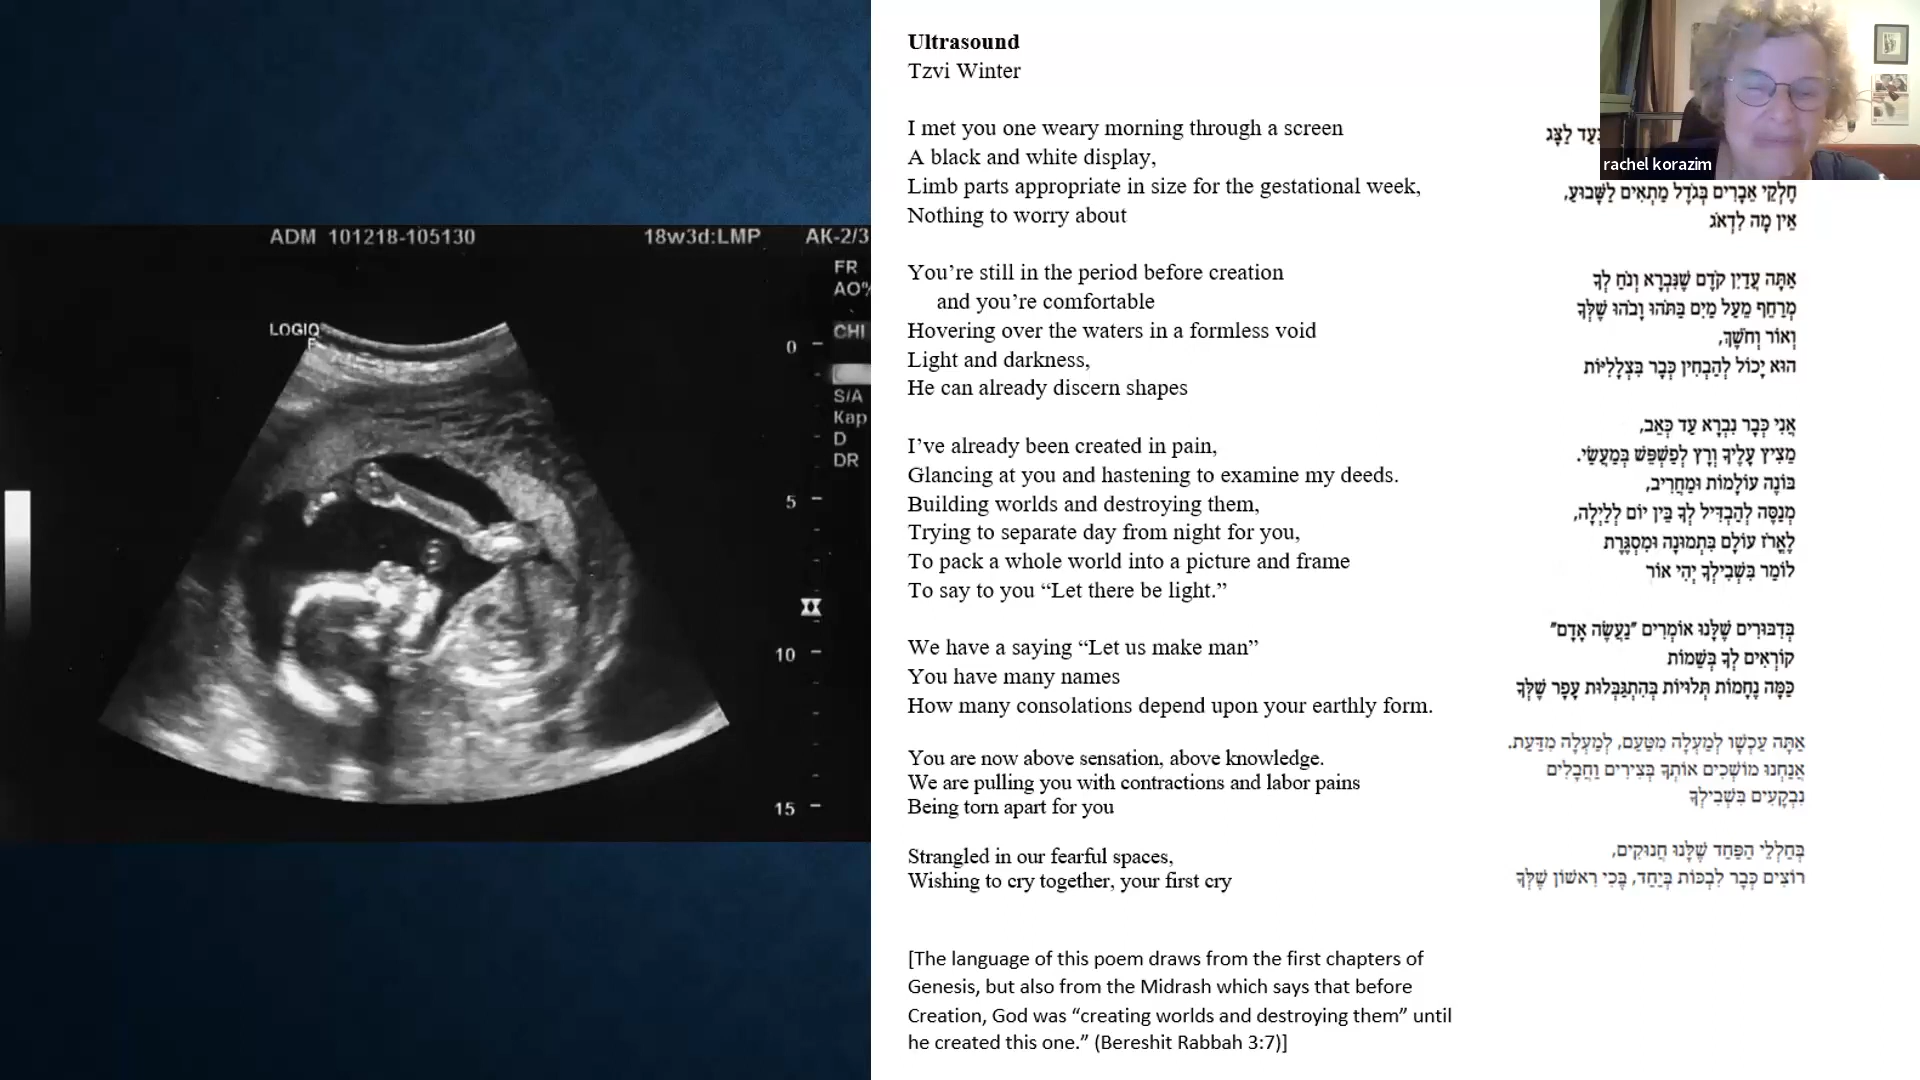 Ultrasound
Tzvi Winter
I met you one weary morning through a screen
A black and white display,
Limb parts appropriate in size for the gestational week,
Nothing to worry about
You’re still in the period before creation
and you’re comfortable
Hovering over the waters in a formless void
Light and darkness,
He can already discern shapes
I’ve already been created in pain,
Glancing at you and hastening to examine my deeds.
Building worlds and destroying them,
Trying to separate day from night for you,
To pack a whole world into a picture and frame
To say to you “Let there be light.”
We have a saying “Let us make man”
You have many names
How many consolations depend upon your earthly form.
You are now above sensation, above knowledge.
We are pulling you with contractions and labor pains
Being torn apart for you
Strangled in our fearful spaces,
Wishing to cry together, your first cry
[The language of this poem draws from the first chapters of
Genesis, but also from the Midrash which says that before
Creation, God was “creating worlds and destroying them” until
he created this one.” (Bereshit Rabbah 3:7)]
לַצָּג
חֶלְקֵי אֵבָרִים בְּגֹדֶל מַתְאִים לַשָּׁבוּעַ,
אֵין מָה לִדְאֹג
אַתָּה עֲדַיִן קֹדֶם שֶׁנִּבְרָא וְנֹחַ לְךָ
מְרַחֵף מֵעַל מַיִם בַּתֹּהוּ וָבֹהוּ שֶׁלְּךָ
וְאוֹר וְחֹשֶׁךְ,
הוּא יָכוֹל לְהַבְחִין כְּבָר בִּצְלָלִיּוֹת
אֲנִי כְּבָר נִבְרָא עַד כְּאֵב,
מֵצִיץ עָלֶיךָ וְרָץ לְפַשְׁפֵּשׁ בְּמַעֲשַׂי.
בּוֹנֶה עוֹלָמוֹת וּמַחֲרִיב,
מְנַסֶּה לְהַבְדִּיל לְךָ בֵּין יוֹם לְלַיְלָה,
לֶאֱרֹז עוֹלָם בִּתְמוּנָה וּמִסְגֶּרֶת
לוֹמַר בִּשְׁבִילְךָ יְהִי אוֹר
בְּדִבּוּרִים שֶׁלָּנוּ אוֹמְרִים "נַעֲשֶׂה אָדָם"
קוֹרְאִים לְךָ בְּשֵׁמוֹת
כַּמָּה נֶחָמוֹת תְּלוּיוֹת בְּהִתְגַּבְּלוּת עָפָר שֶׁלְּךָ
אַתָּה עַכְשָׁו לְמַעְלָה מִטַּעַם, לְמַעְלָה מִדַּעַת.
אֲנַחְנוּ מוֹשְׁכִים אוֹתְךָ בְּצִירִים וַחֲבָלִים
נִבְקָעִים בִּשְׁבִילְךָ
בְּחַלְלֵי הַפַּחַד שֶׁלָּנוּ חֲנוּקִים,
רוֹצִים כְּבָר לִבְכּוֹת בְּיַחַד, בֶּכִי רִאשׁוֹן שֶׁלְּךָ
rachel korazim
ADM 101218-105130
18w3d:LMP
AK-2/3
FR
AO%
CHI
S/A
Kap
D
DR
LOGIQ
0
5
10
15